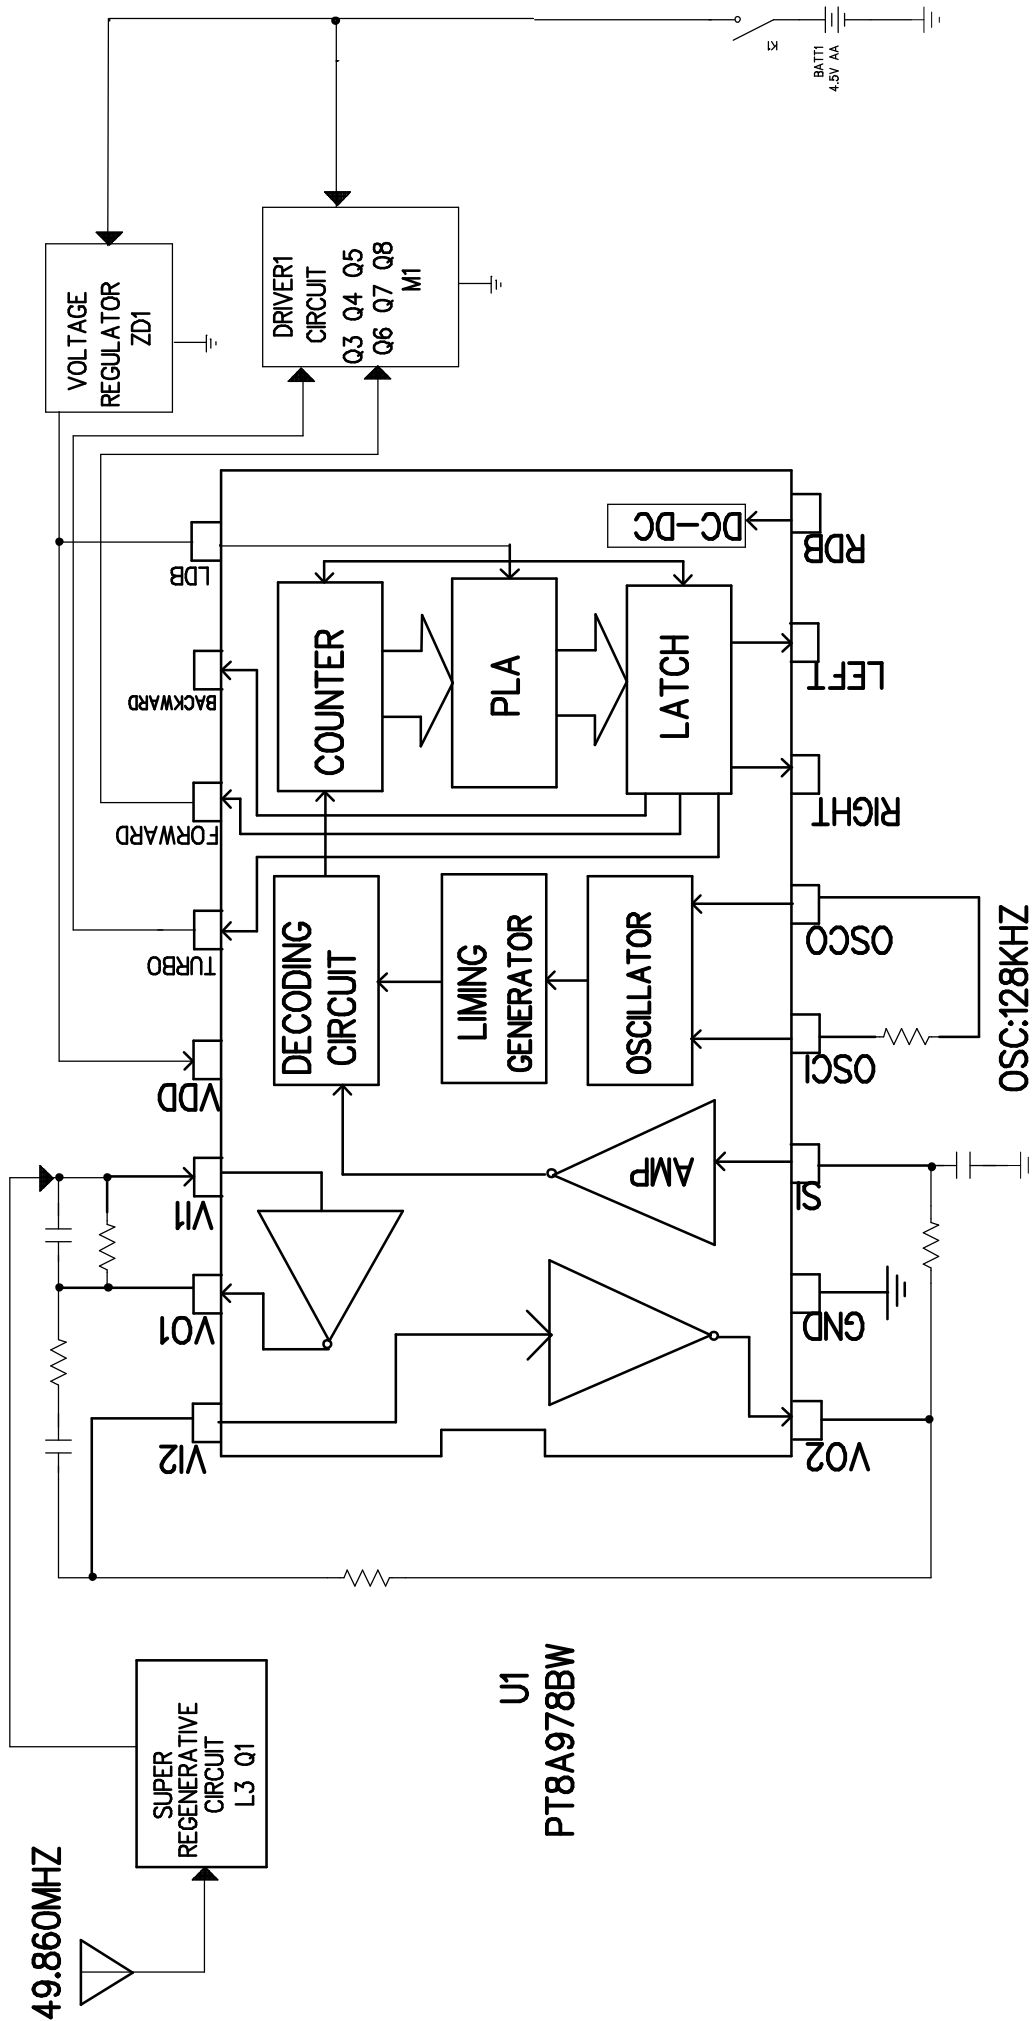 49.860MHZ
SUPER
REGENERATIVE
CIRCUIT
L3 Q1
U1
PT8A978BW
VI2
VO1
VI1
VDD
TURBO
FORWARD
BACKWARD
LDB
VOLTAGE
REGULATOR
ZD1
DRIVER1
CIRCUIT
Q3 Q4 Q5
Q6 Q7 Q8
M1
DECODING
CIRCUIT
LIMING
GENERATOR
OSCILLATOR
AMP
COUNTER
PLA
LATCH
DC-DC
VO2
GND
SI
OSCI
OSCO
RIGHT
LEFT
RDB
OSC:128KHZ
K1
BATT1
4.5V AA